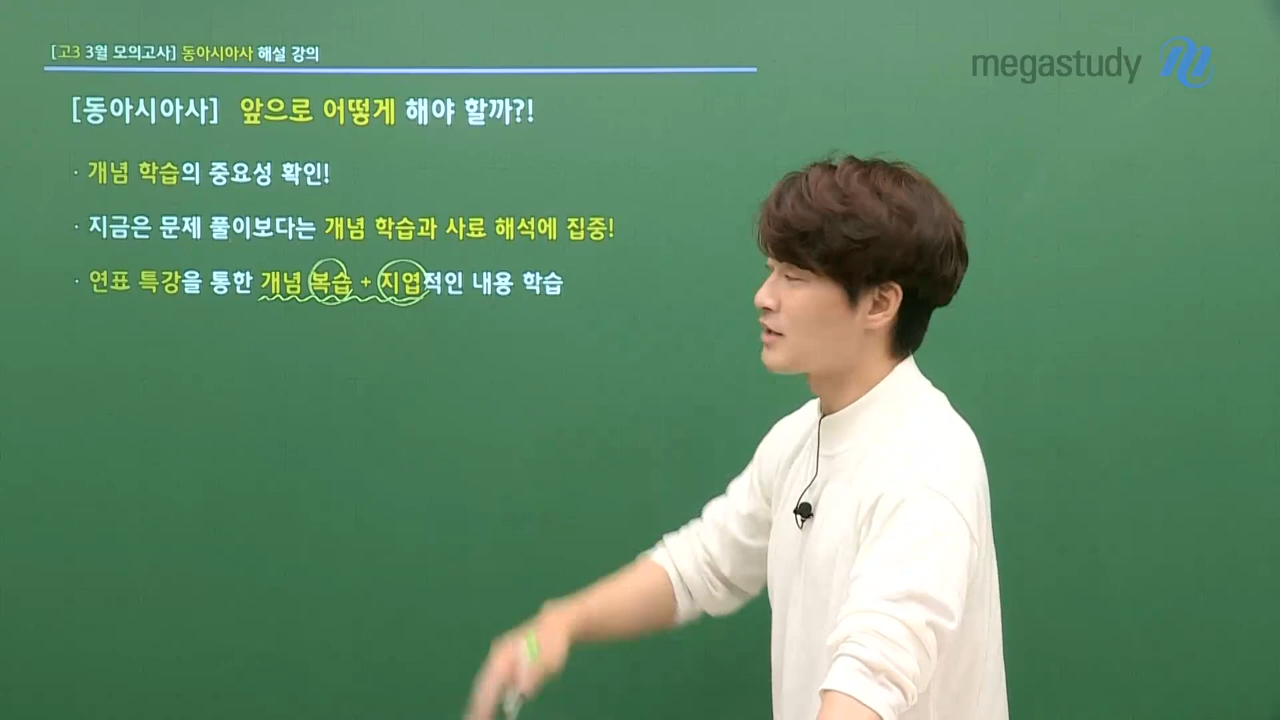 [고3 3월 모의고사] 동아시아사 해설 강의
megastudy
[동아시아사] 앞으로 어떻게 해야 할까?!
· 개념 학습의 중요성 확인!
· 지금은 문제 풀이보다는 개념 학습과 사료 해석에 집중!
· 연표 특강을 통한 개념 복습 + 지엽적인 내용 학습